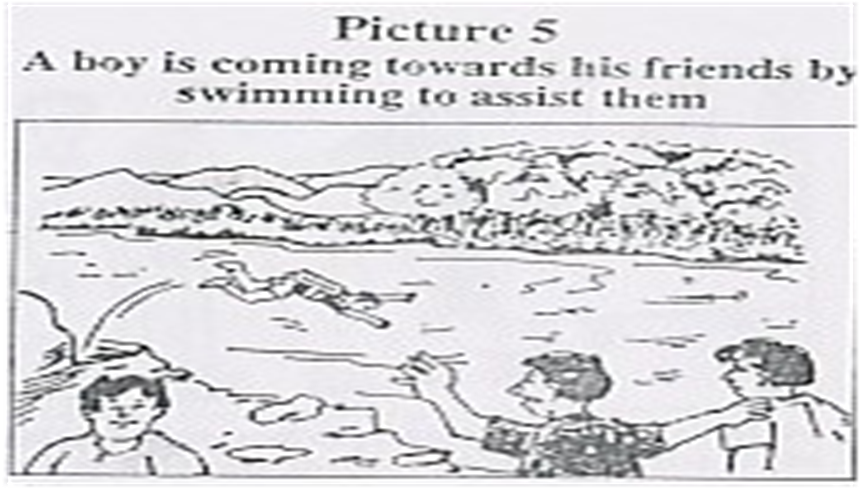 Picture 5
A boy is coming towards his friends by
swimming to assist them